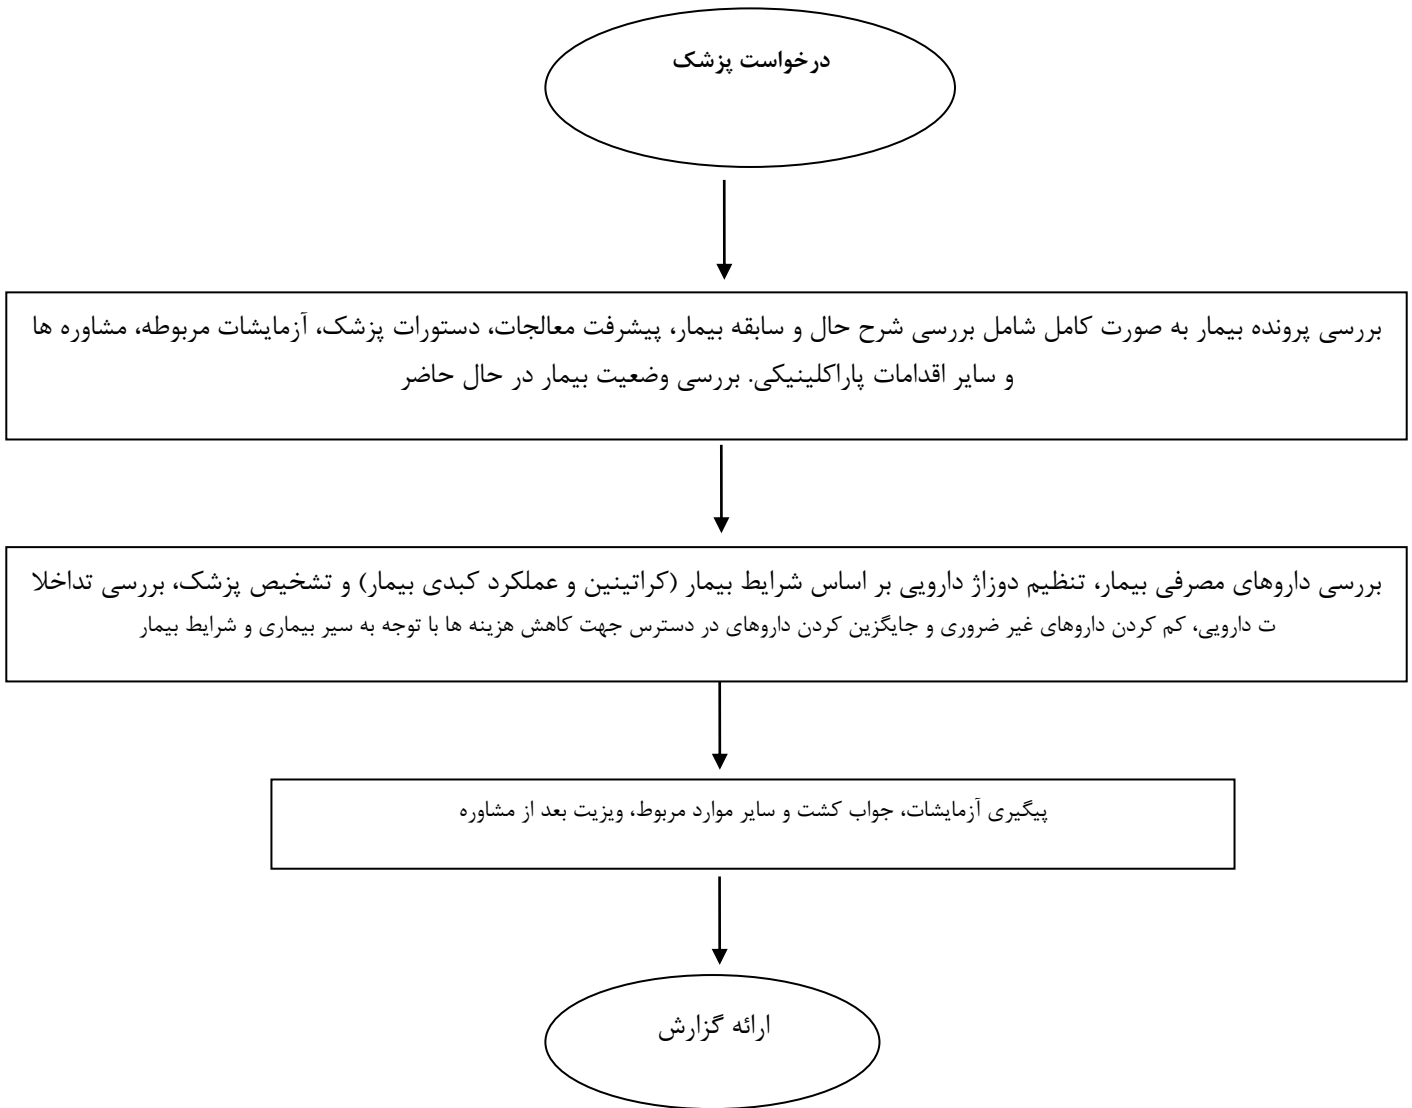 درخواست پزشک
بررسی پرونده بیمار به صورت کامل شامل بررسی شرح حال و سابقه بیمار، پیشرفت معالجات، دستورات پزشک، آزمایشات مربوطه، مشاوره ها
و سایر اقدامات پاراکلینیکی. بررسی وضعیت بیمار در حال حاضر
بررسی داروهای مصرفی بیمار، تنظیم دوزاژ دارویی بر اساس شرایط بیمار (کراتینین و عملکرد کبدی بیمار) و تشخیص پزشک، بررسی تداخلا
ت دارویی، کم کردن داروهای غیر ضروری و جایگزین کردن داروهای در دسترس جهت کاهش هزینه ها با توجه به سیر بیماری و شرایط بیمار
پیگیری آزمایشات، جواب کشت و سایر موارد مربوط، ویزیت بعد از مشاوره
ارائه گزارش